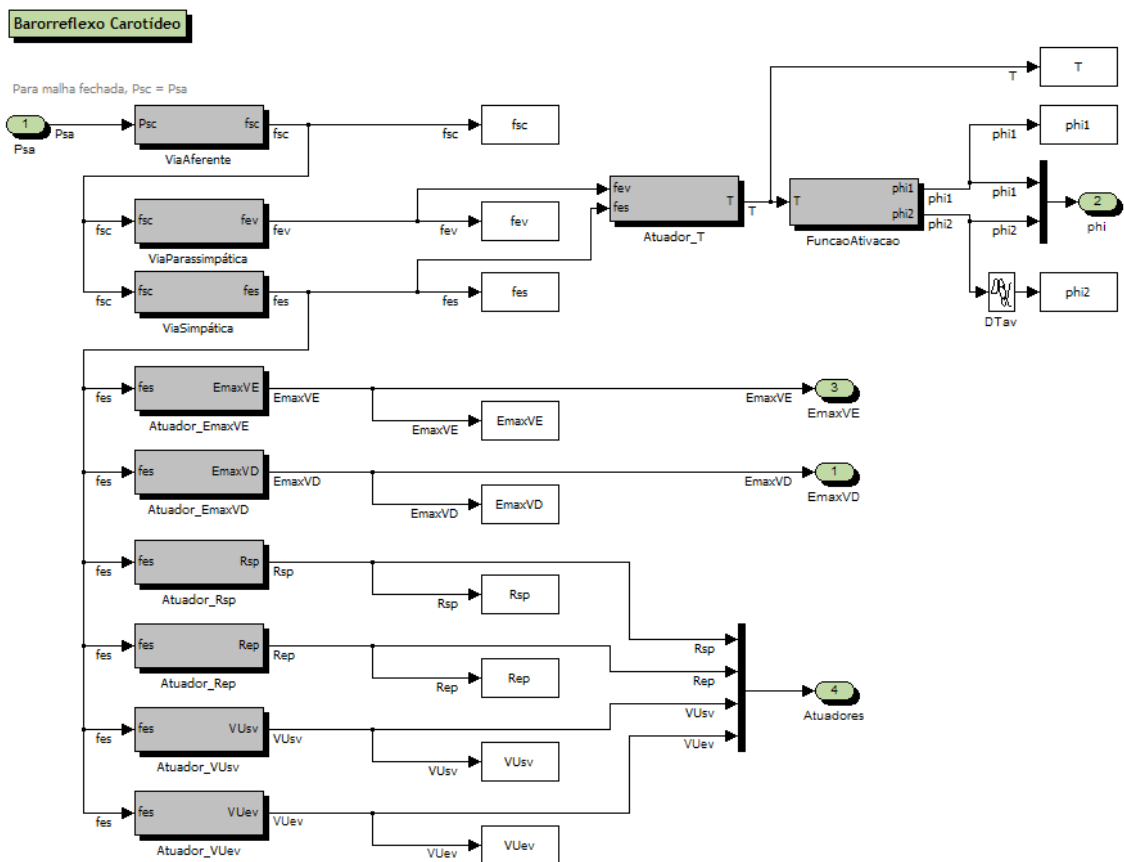 Barorreflexo Carotídeo
Para malha fechada, Psc = Psa
1
Psa
Psa
Psc
fsc
ViaAferente
fsc
fsc
fsc
T
T
phi1
phi1
fsc
fsc
fev
ViaParassimpática
fev
fev
fev
fev
fes
T
Atuador_T
T
T
phi1
phi2
FuncaoAtivacao
phi1
phi2
phi1
phi2
2
phi
fsc
fsc
fes
ViaSimpática
fes
fes
fes
DTav
phi2
fes
fes
EmaxVE
Atuador_EmaxVE
EmaxVE
EmaxVE
EmaxVE
EmaxVE
3
EmaxVE
fes
fes
EmaxVD
Atuador_EmaxVD
EmaxVD
EmaxVD
EmaxVD
EmaxVD
1
EmaxVD
fes
fes
Rsp
Atuador_Rsp
Rsp
Rsp
Rsp
Rsp
fes
fes
Rep
Atuador_Rep
Rep
Rep
Rep
Rep
4
Atuadores
fes
fes
VUsv
Atuador_VUsv
VUsv
VUsv
VUsv
VUsv
fes
fes
VUev
Atuador_VUev
VUev
VUev
VUev
VUev